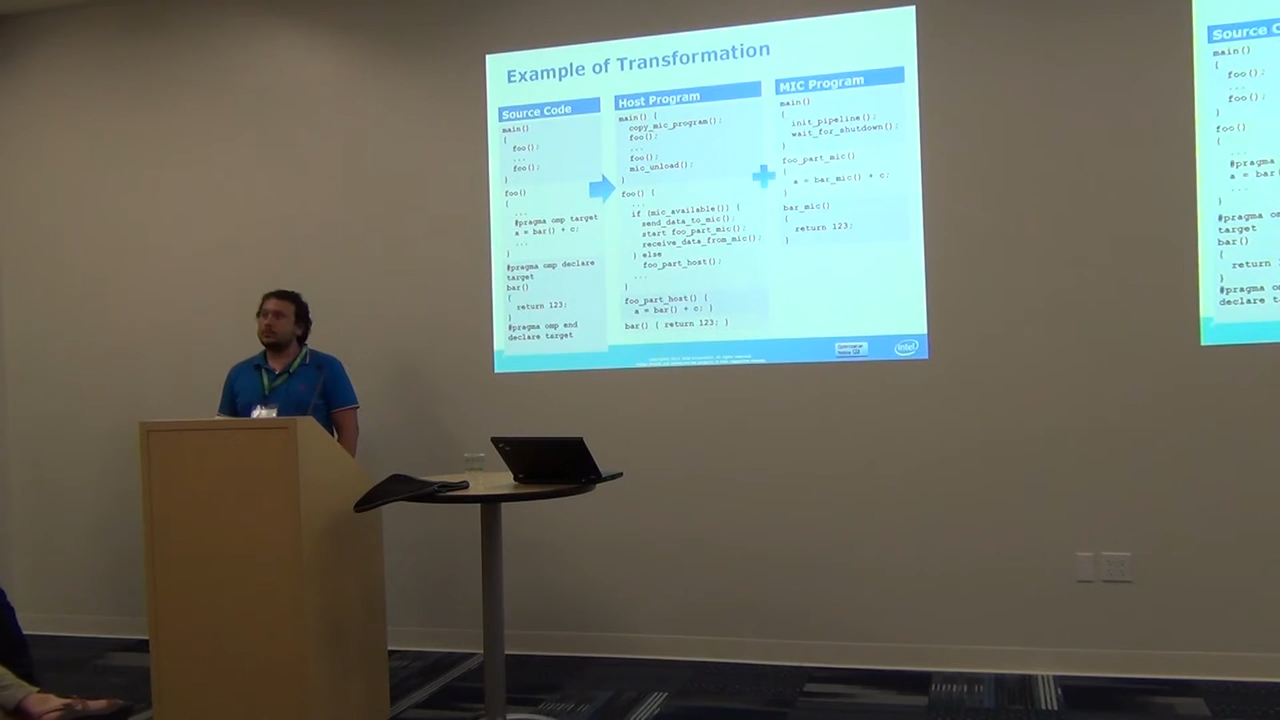 Example of Transformation
Source Code
main()
{
foo();
...
foo();
}
foo()
{
...
#pragma omp target
a = bar() + c;
...
}
#pragma omp declare
target
bar()
{
return 123;
}
#pragma omp end
declare target
Host Program
main() {
copy_mic_program();
foo();
...
foo();
mic_unload();
}
foo() {
...
if (mic_available()) {
send_data_to_mic();
start foo_part_mic();
receive_data_from_mic();
} else
foo_part_host();
...
}
foo_part_host() {
a = bar() + c; }
bar() { return 123; }
MIC Program
main()
{
init_pipeline();
wait_for_shutdown();
}
foo_part_mic()
{
a = bar_mic() + c;
}
bar_mic()
{
return 123;
}
intel
Source C
main()
{
foo();
...
foo();
}
foo()
{
...
#pragma
a = bar
...
}
#pragma o
target
bar()
{
return
}
#pragma o
declare t